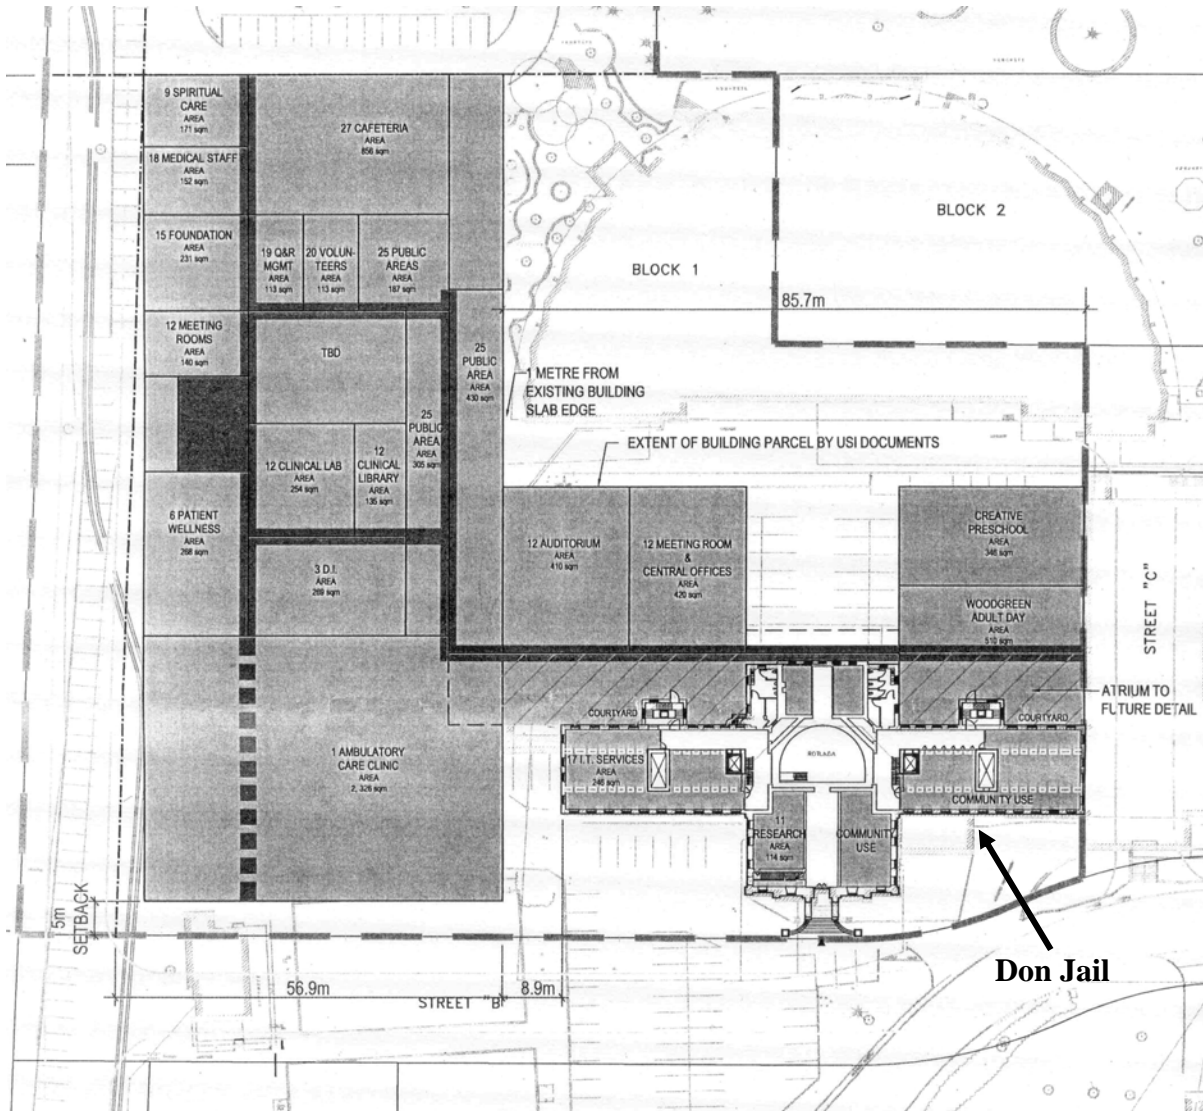 9 SPIRITUAL
CARE
AREA
171 sqm
18 MEDICAL STAFF
AREA
152 sqm
15 FOUNDATION
AREA
231 sqm
12 MEETING
ROOMS
AREA
140 sqm
6 PATIENT
WELLNESS
AREA
268 sqm
27 CAFETERIA
AREA
856 sqm
19 Q&R
MGMT
AREA
113 sqm
20 VOLUN-
TEERS
AREA
113 sqm
25 PUBLIC
AREAS
AREA
187 sqm
TBD
12 CLINICAL LAB
AREA
254 sqm
12
CLINICAL
LIBRARY
AREA
135 sqm
25
PUBLIC
AREAS
AREA
305 sqm
25
PUBLIC
AREA
AREA
430 sqm
3 D.I.
AREA
269 sqm
1 AMBULATORY
CARE CLINIC
AREA
2, 326 sqm
BLOCK 1
BLOCK 2
85.7m
1 METRE FROM
EXISTING BUILDING
SLAB EDGE
EXTENT OF BUILDING PARCEL BY USI DOCUMENTS
12 AUDITORIUM
AREA
410 sqm
12 MEETING ROOM
&
CENTRAL OFFICES
AREA
420 sqm
CREATIVE
PRESCHOOL
AREA
346 sqm
WOODGREEN
ADULT DAY
AREA
510 sqm
STREET "C"
ATRIUM TO
FUTURE DETAIL
COURTYARD
COURTYARD
17 I.T. SERVICES
AREA
246 sqm
COMMUNITY USE
11
RESEARCH
AREA
114 sqm
COMMUNITY
USE
Don Jail
5m
SETBACK
56.9m
8.9m
STREET "B"